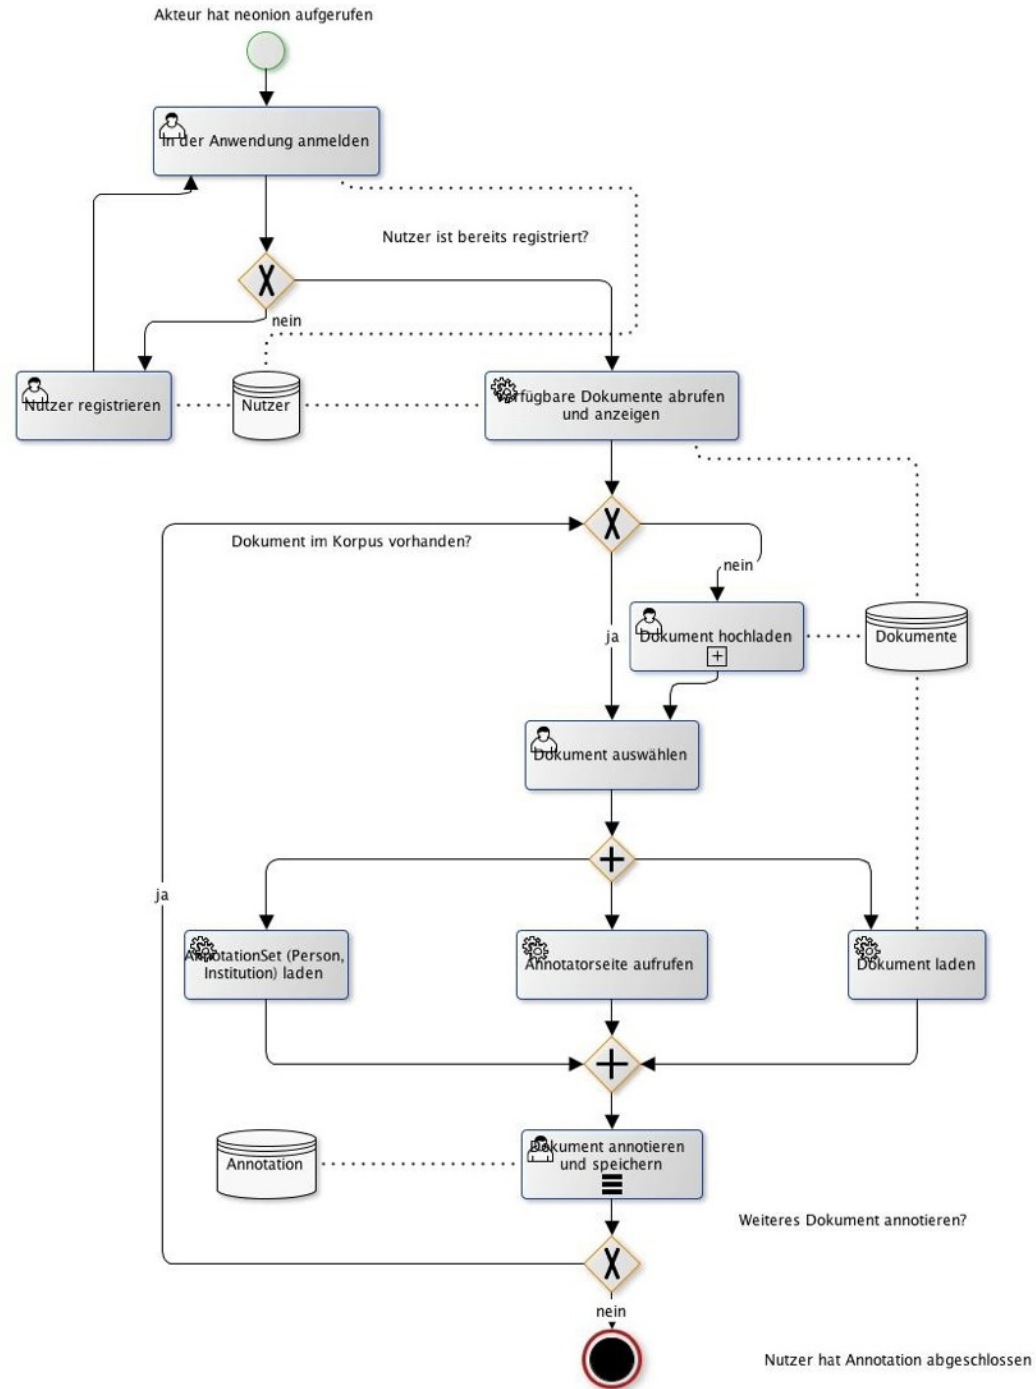 Akteur hat neonion aufgerufen
In der Anwendung anmelden
Nutzer ist bereits registriert?
nein
Nutzer registrieren
Nutzer
Verfügbare Dokumente abrufen
und anzeigen
Dokument im Korpus vorhanden?
nein
ja
Dokument hochladen
Dokumente
Dokument auswählen
ja
AnnotationSet (Person,
Institution) laden
Annotatorseite aufrufen
Dokument laden
Dokument annotieren
und speichern
Annotation
Weiteres Dokument annotieren?
nein
Nutzer hat Annotation abgeschlossen